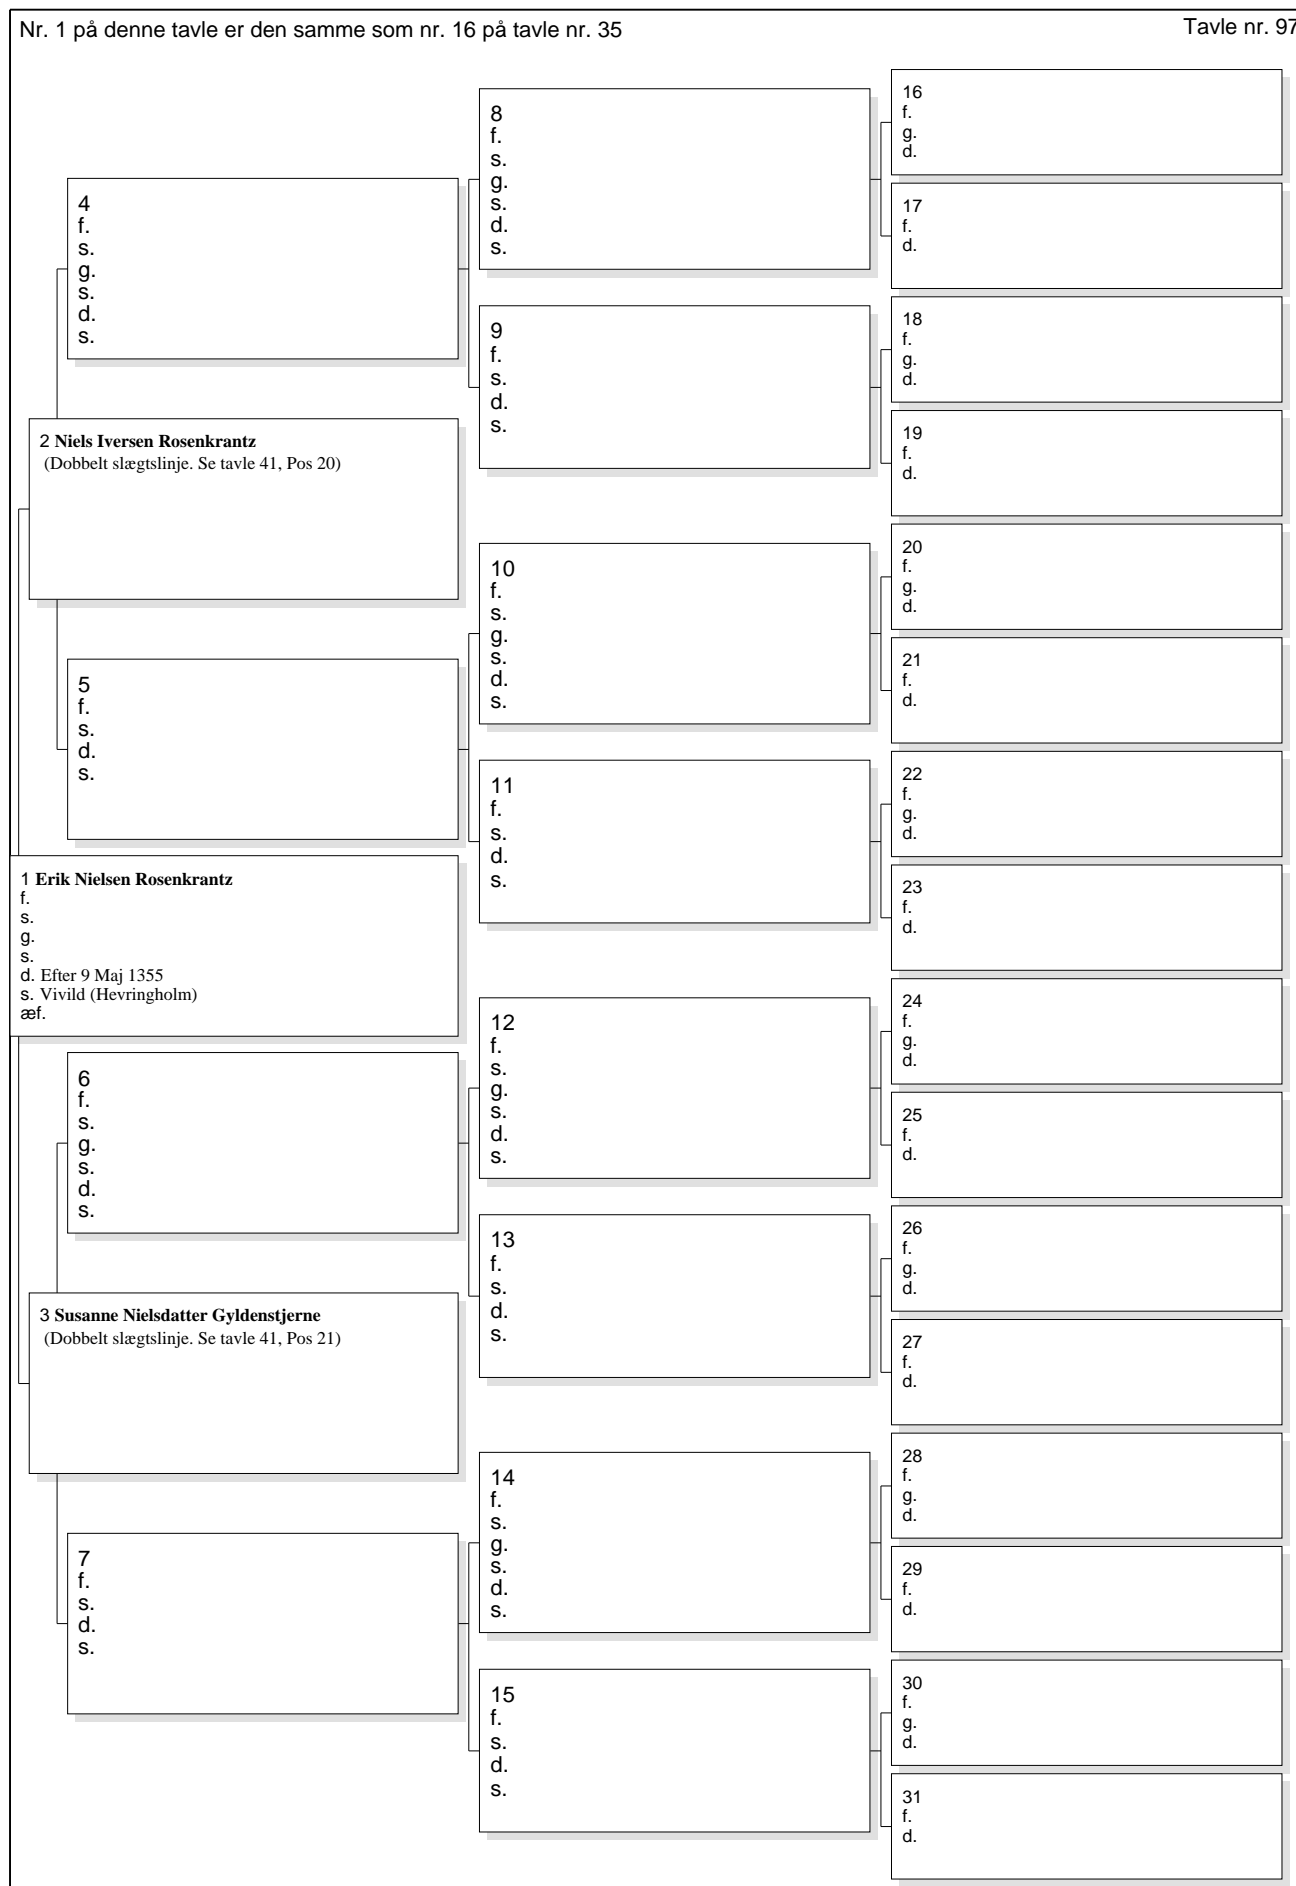 Nr. 1 på denne tavle er den samme som nr. 16 på tavle nr. 35
Tavle nr. 97
1 Erik Nielsen Rosenkrantz
f.
s.
g.
s.
d. Efter 9 Maj 1355
s. Vivild (Hevringholm)
æf.
2 Niels Iversen Rosenkrantz
(Dobbelt slægtslinje. Se tavle 41, Pos 20)
3 Susanne Nielsdatter Gyldenstjerne
(Dobbelt slægtslinje. Se tavle 41, Pos 21)
4
f.
s.
g.
s.
d.
s.
5
f.
s.
d.
s.
6
f.
s.
g.
s.
d.
s.
7
f.
s.
d.
s.
8
f.
s.
g.
s.
d.
s.
9
f.
s.
d.
s.
10
f.
s.
g.
s.
d.
s.
11
f.
s.
d.
s.
12
f.
s.
g.
s.
d.
s.
13
f.
s.
d.
s.
14
f.
s.
g.
s.
d.
s.
15
f.
s.
d.
s.
16
f.
g.
d.
17
f.
d.
18
f.
g.
d.
19
f.
d.
20
f.
g.
d.
21
f.
d.
22
f.
g.
d.
23
f.
d.
24
f.
g.
d.
25
f.
d.
26
f.
g.
d.
27
f.
d.
28
f.
g.
d.
29
f.
d.
30
f.
g.
d.
31
f.
d.